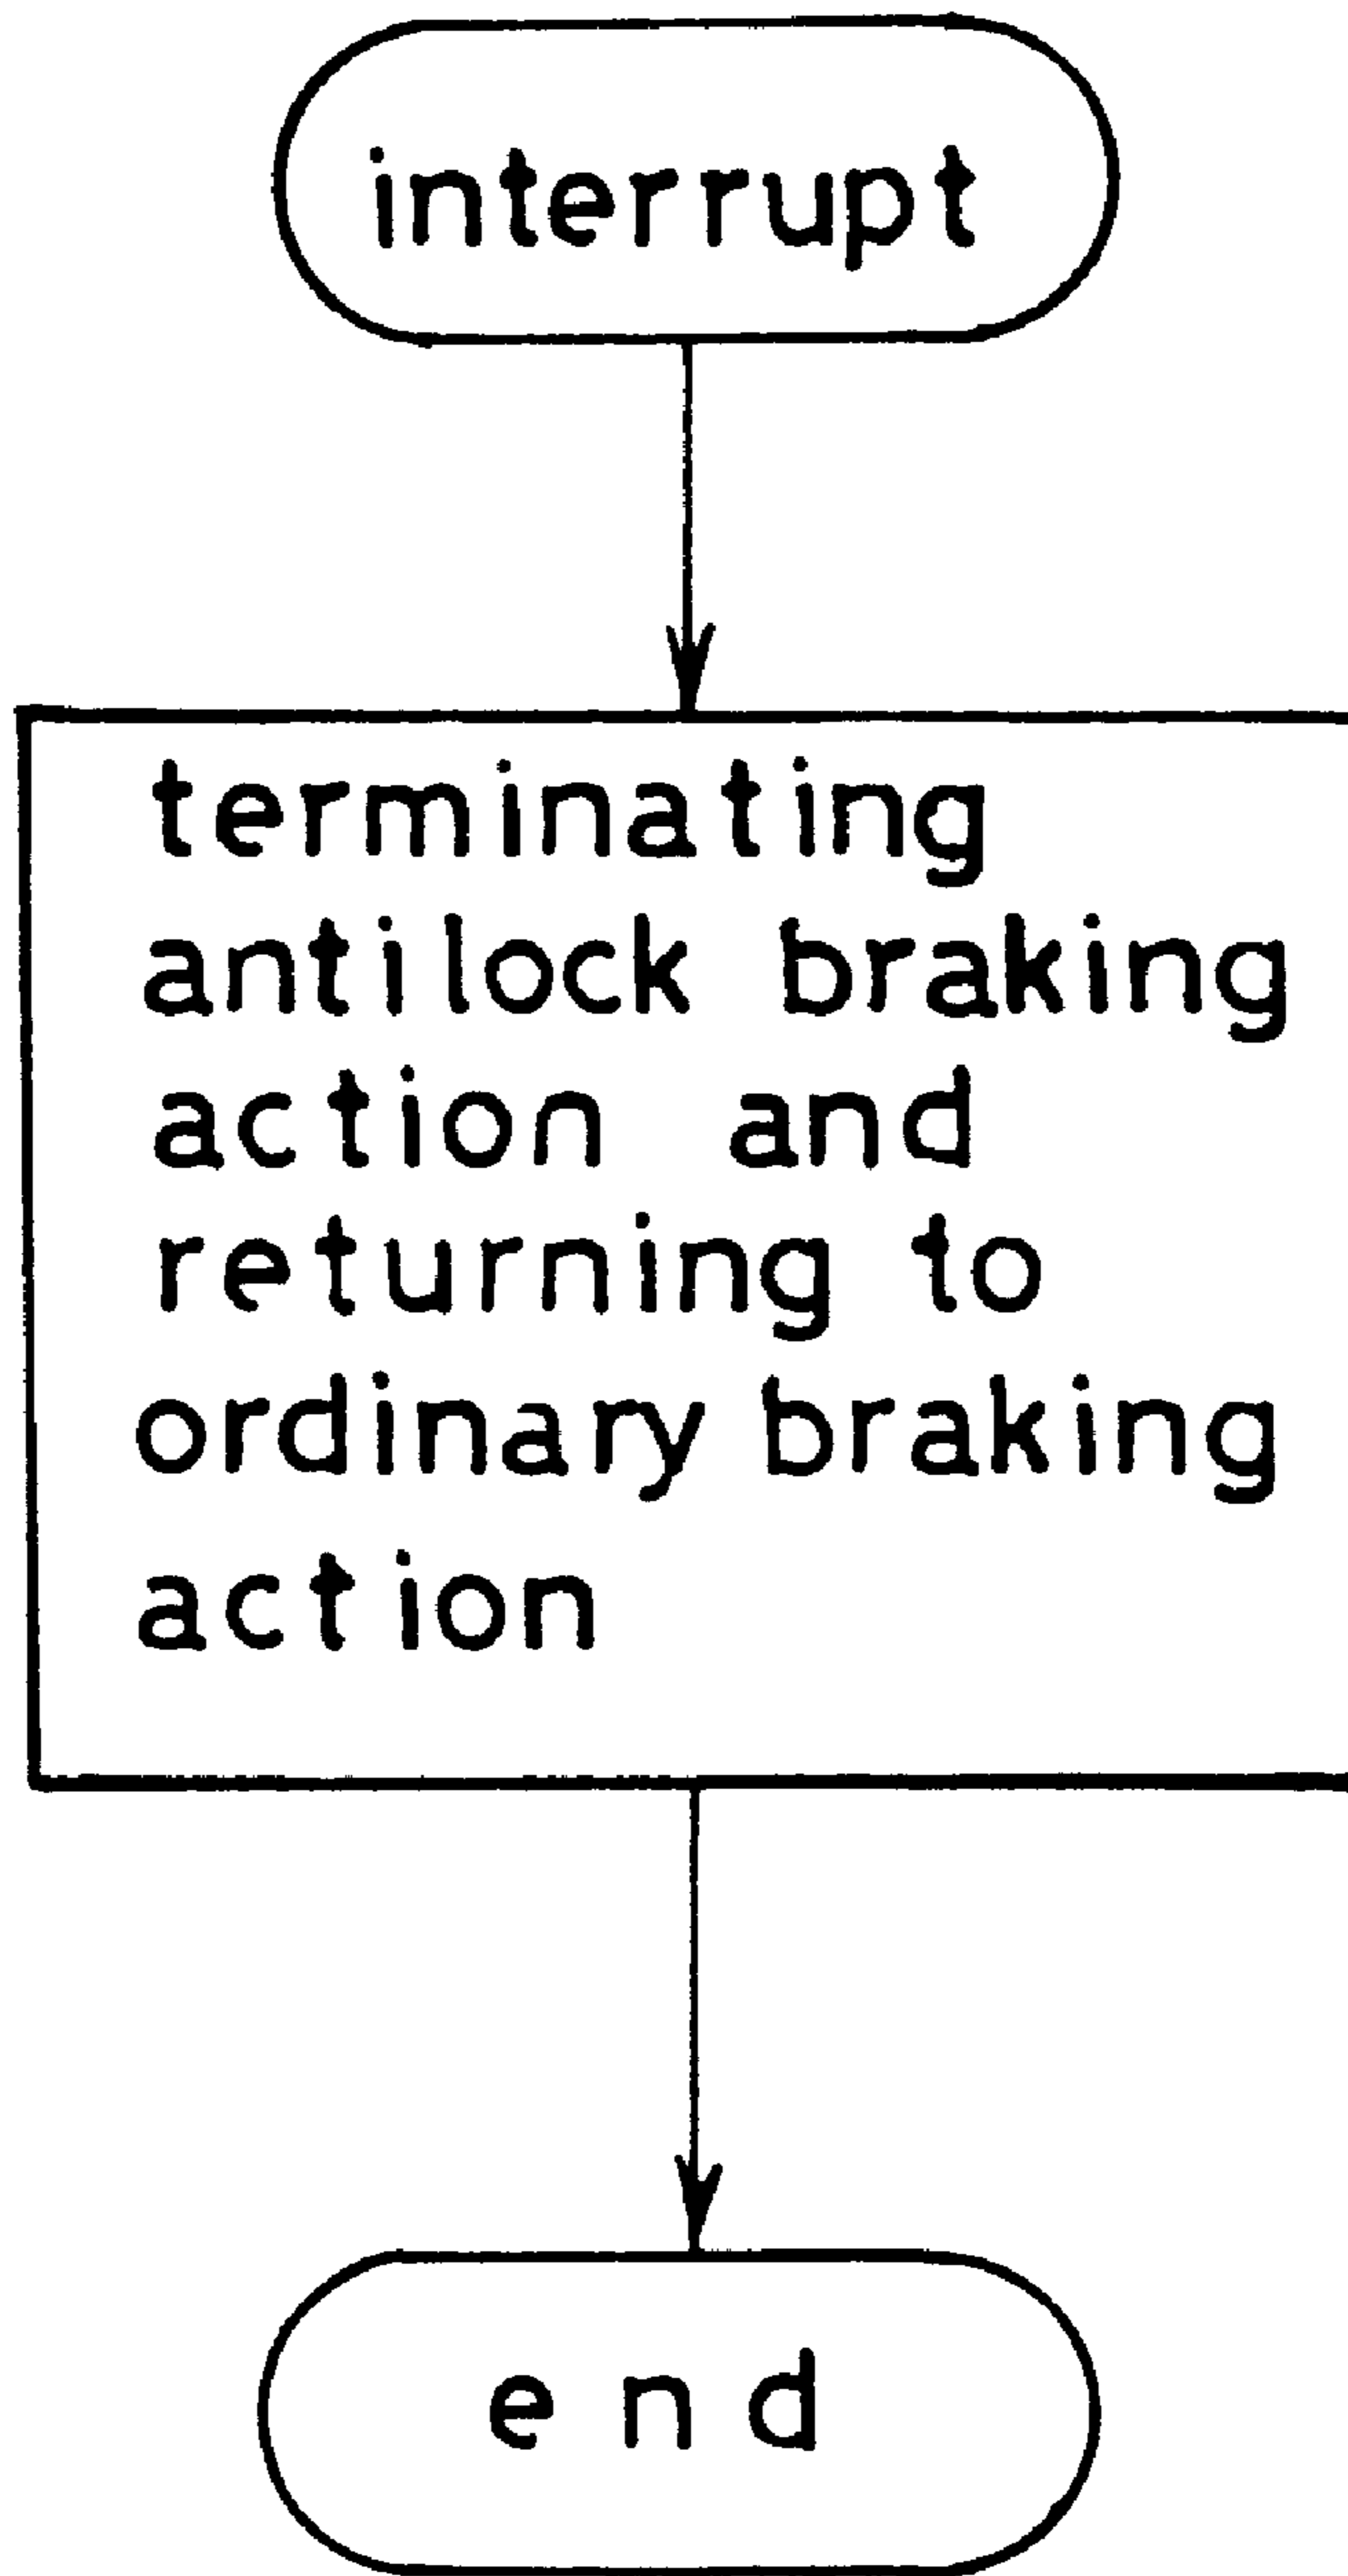 interrupt
terminating
antilock braking
action and
returning to
ordinary braking
action
end